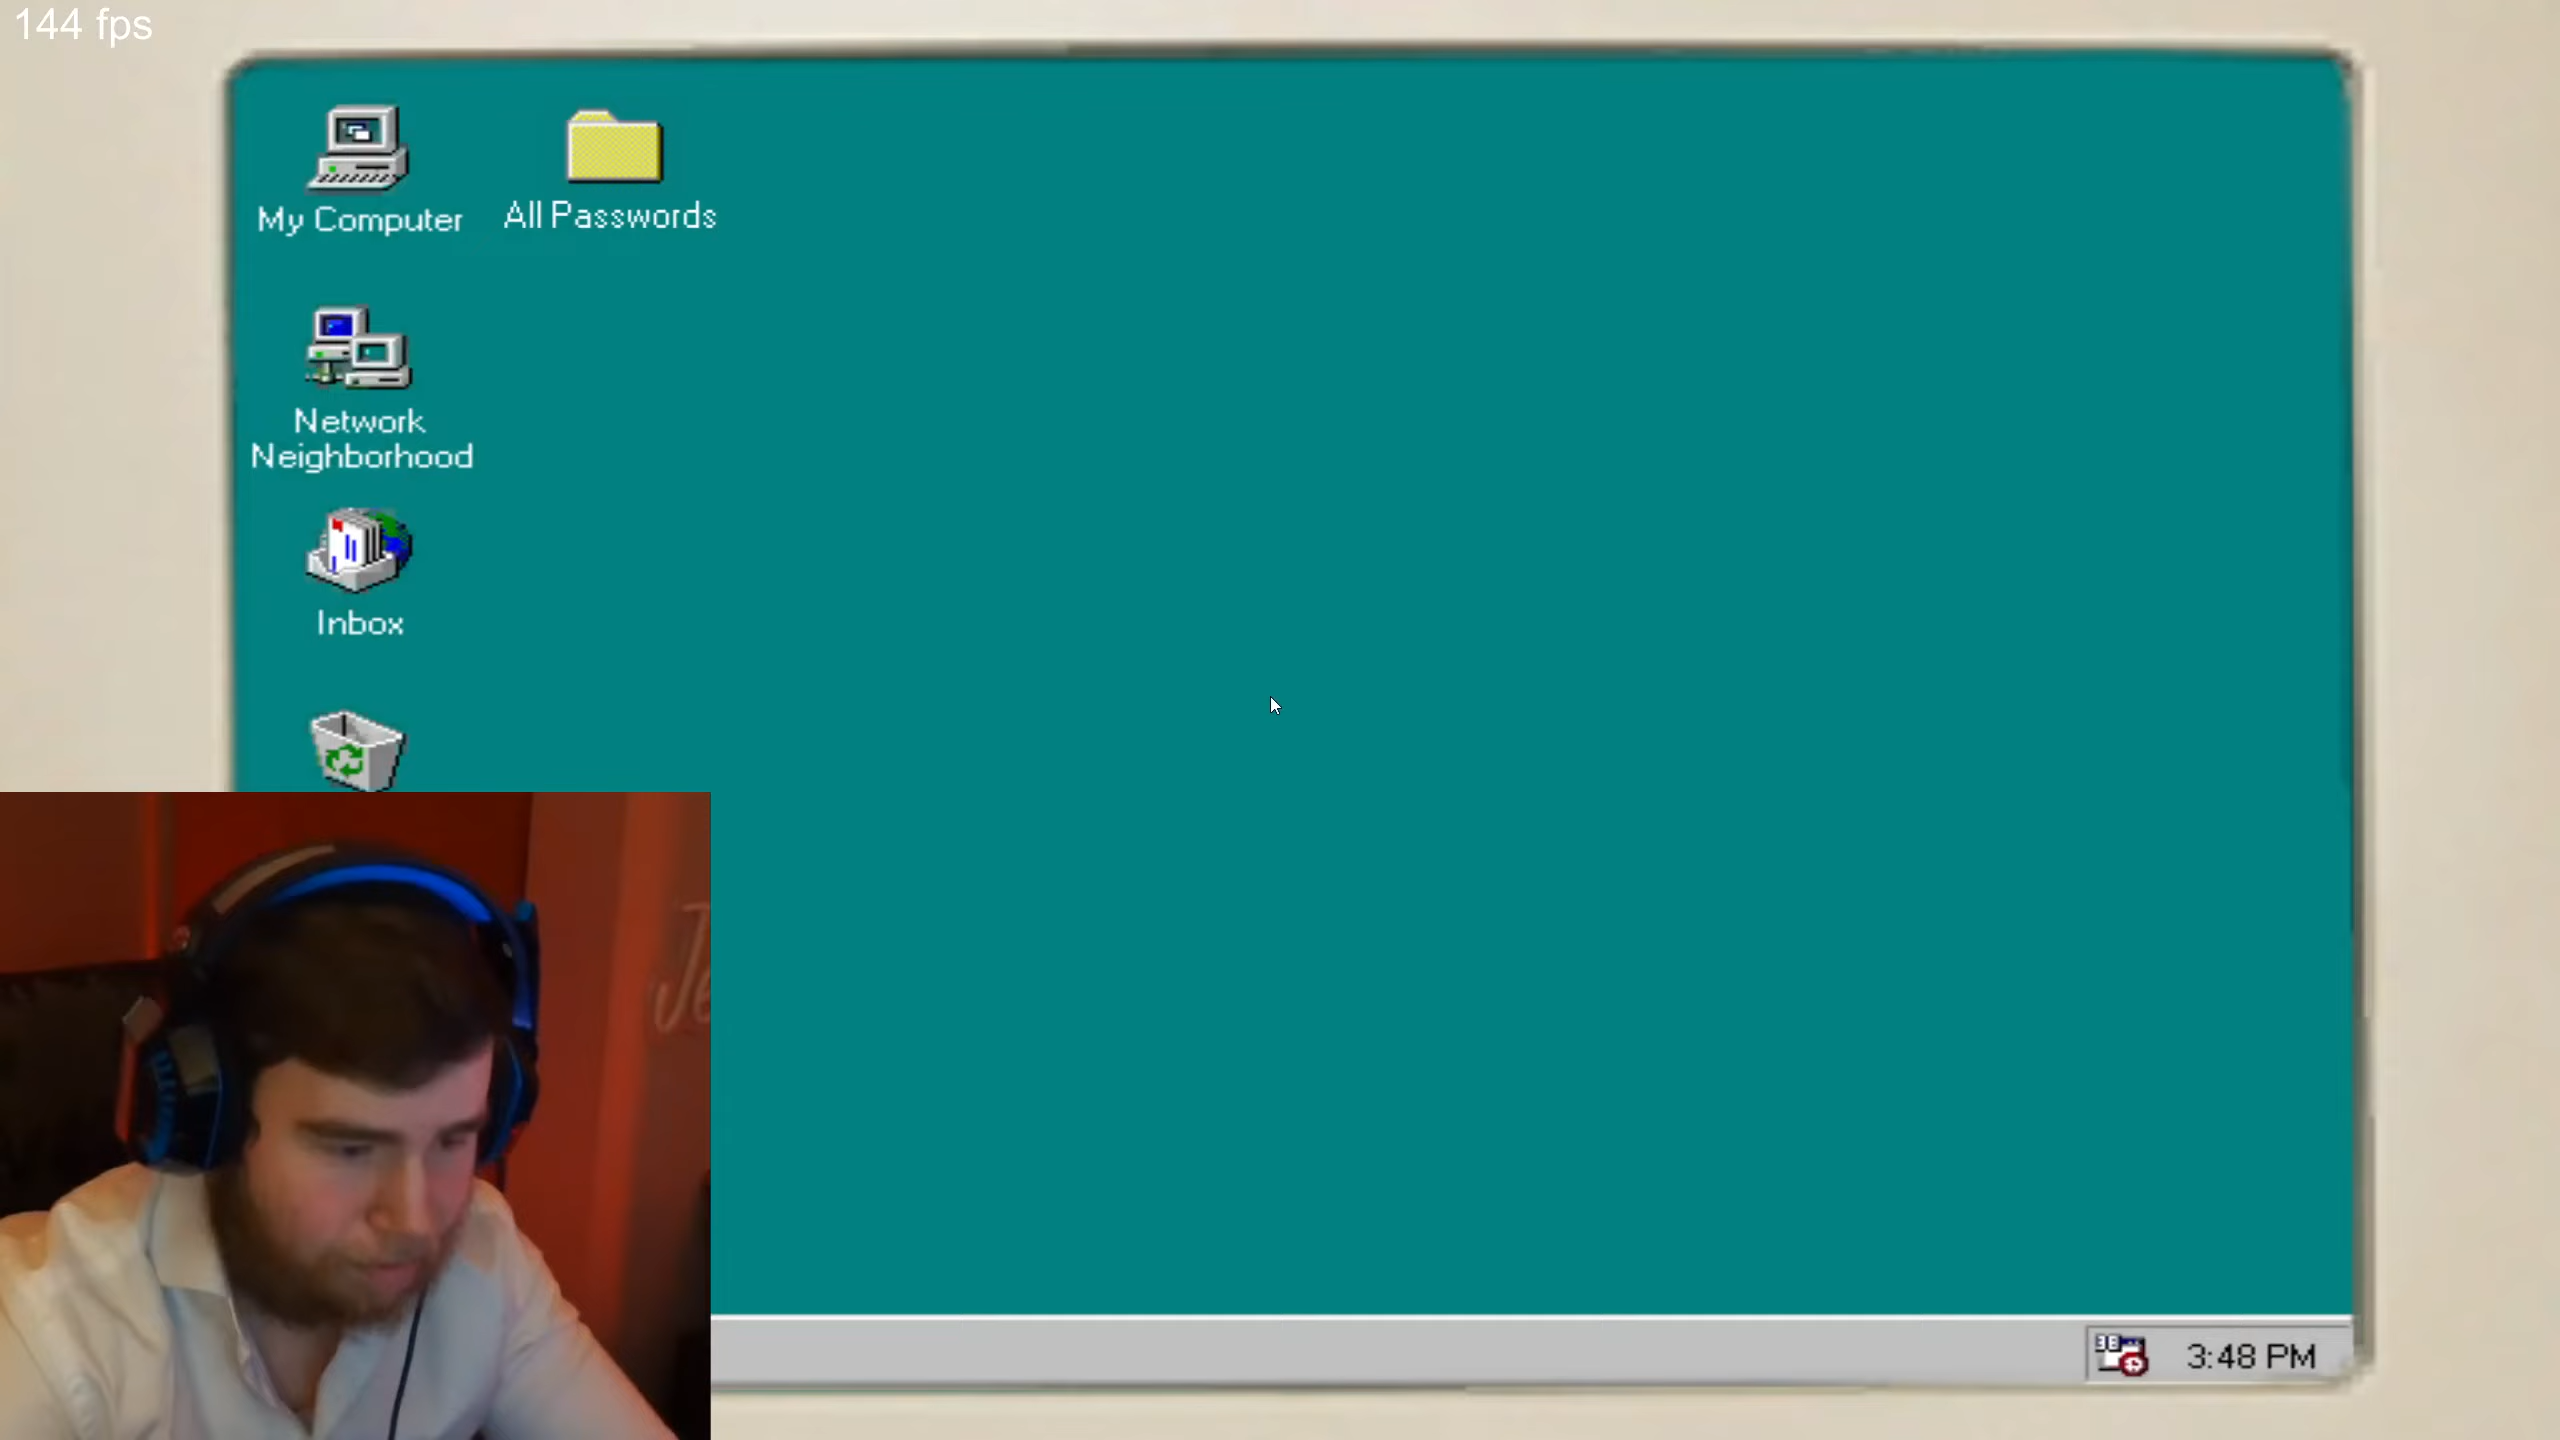 144 fps
My Computer
All Passwords
Network
Neighborhood
Inbox
3:48 PM